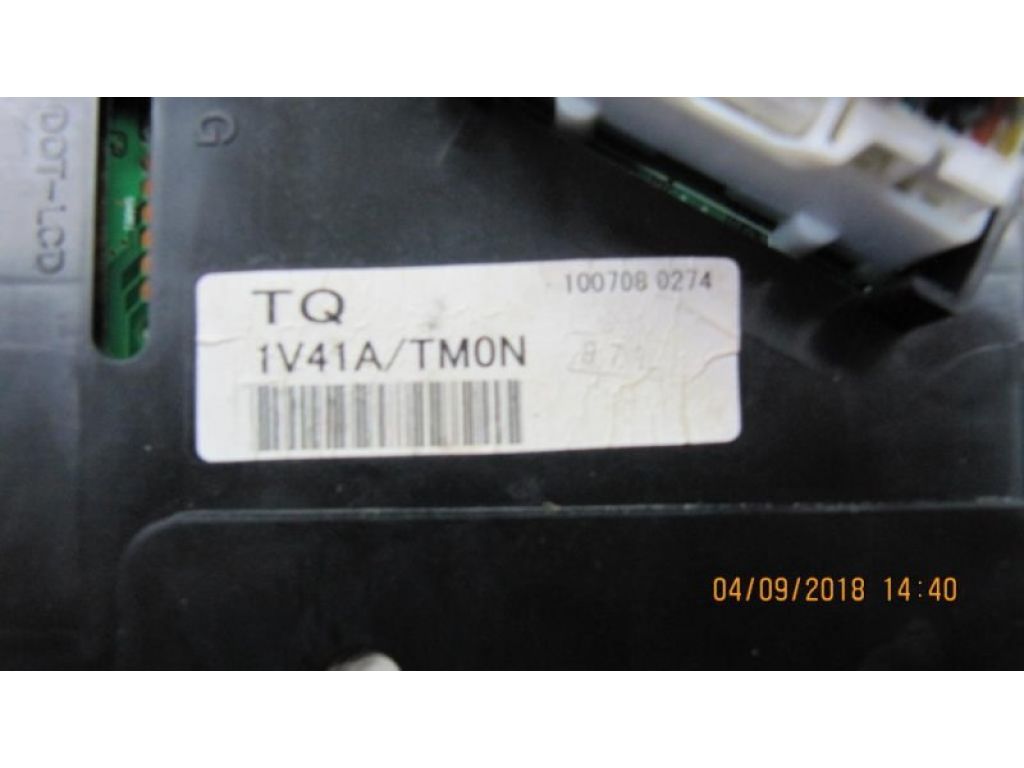 DOT-LCD
G
TQ
100708 0274
1V41A/TM0N
04/09/2018 14:40